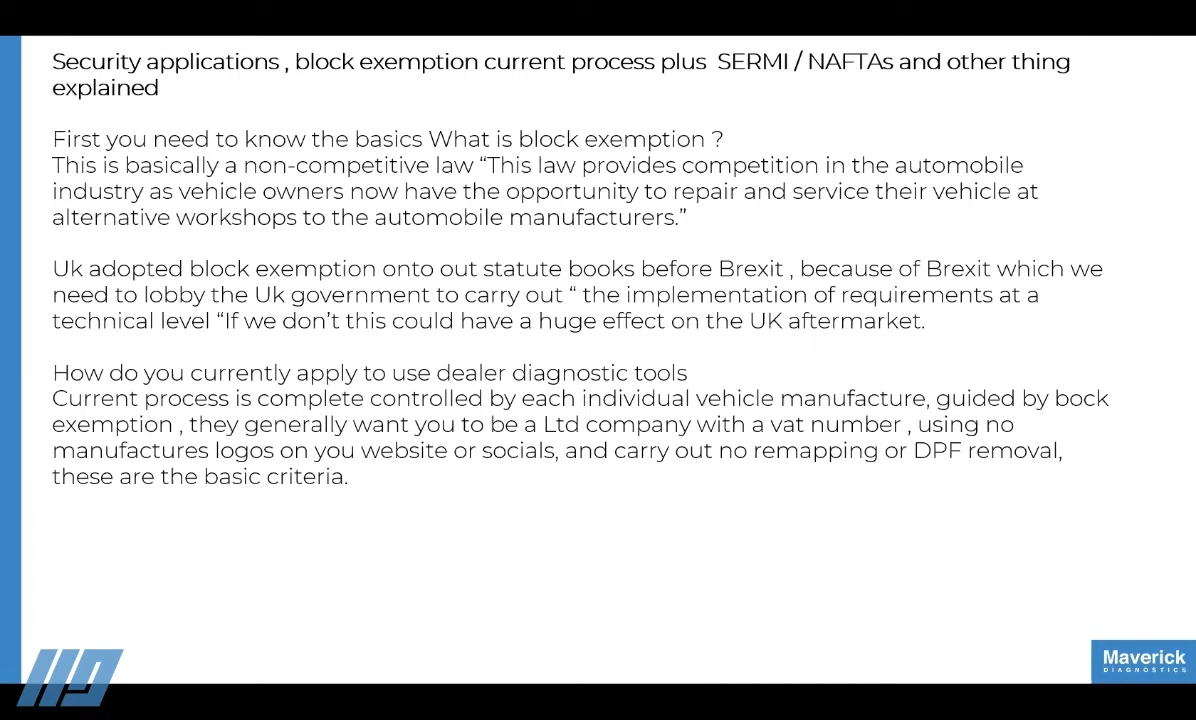 Security applications , block exemption current process plus  SERMI / NAFTAs and other thing
explained
First you need to know the basics What is block exemption ?
This is basically a non-competitive law “This law provides competition in the automobile
industry as vehicle owners now have the opportunity to repair and service their vehicle at
alternative workshops to the automobile manufacturers.”
Uk adopted block exemption onto out statute books before Brexit , because of Brexit which we
need to lobby the Uk government to carry out “ the implementation of requirements at a
technical level “If we don’t this could have a huge effect on the UK aftermarket.
How do you currently apply to use dealer diagnostic tools
Current process is complete controlled by each individual vehicle manufacture, guided by bock
exemption , they generally want you to be a Ltd company with a vat number , using no
manufactures logos on you website or socials, and carry out no remapping or DPF removal,
these are the basic criteria.
Maverick
DIAGNOSTICS